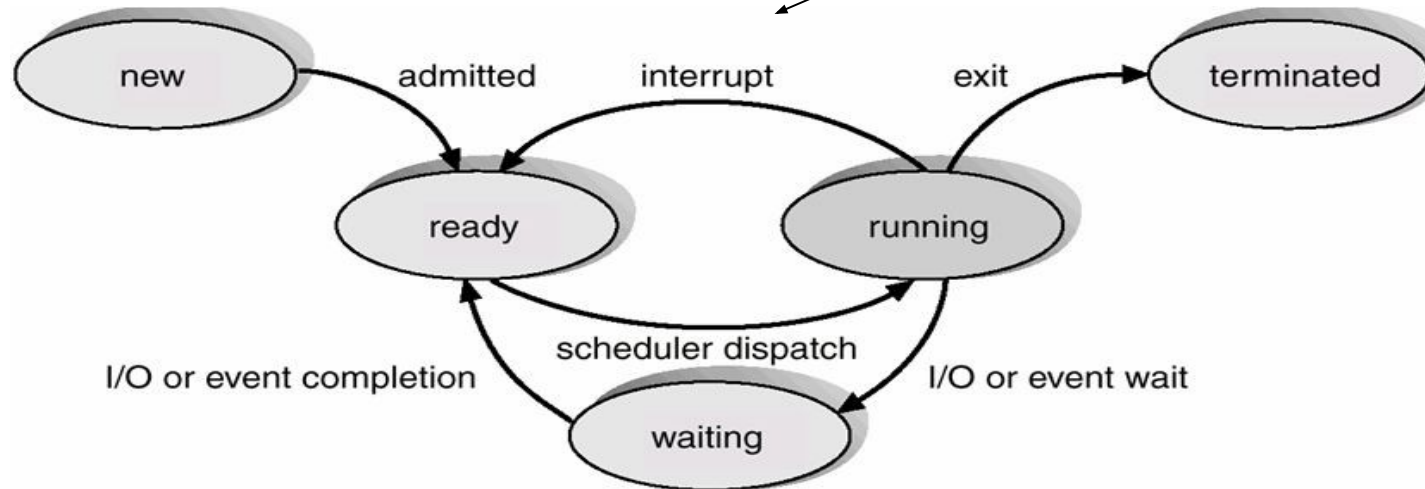 new
admitted
interrupt
exit
terminated
ready
running
scheduler dispatch
I/O or event completion
I/O or event wait
waiting